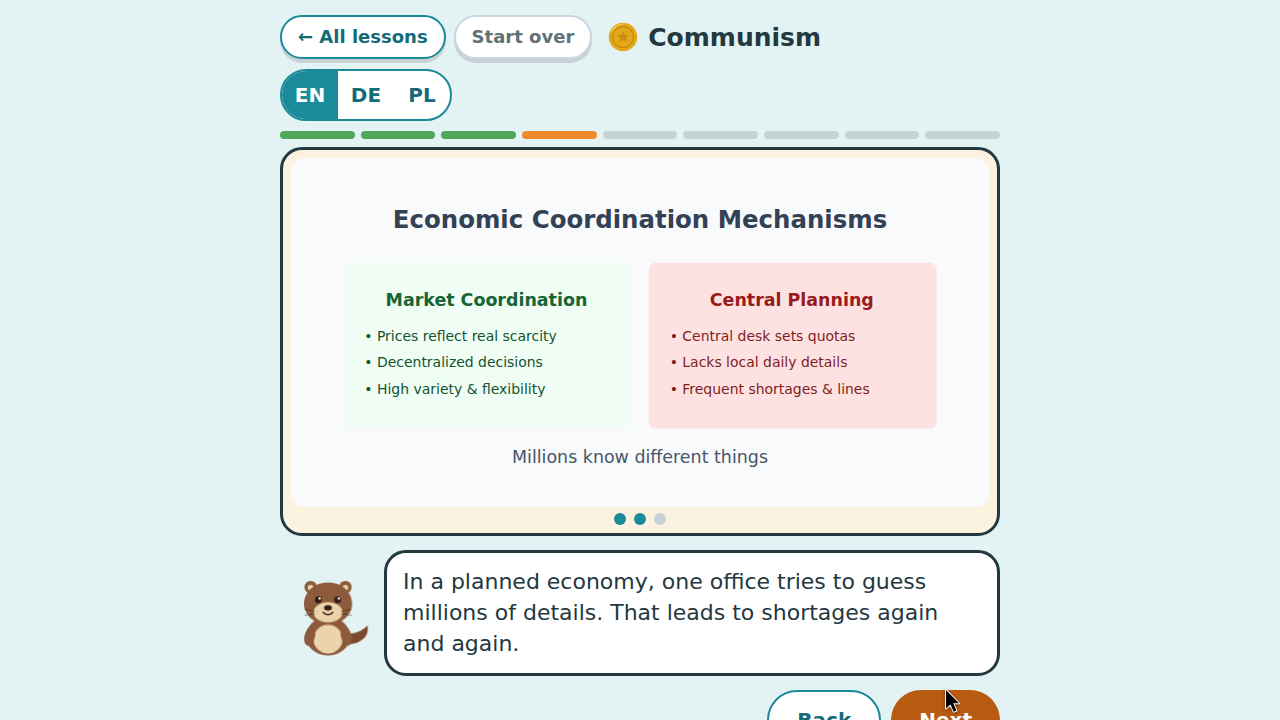 ← All lessons
Start over
Communism
EN DE PL
Economic Coordination Mechanisms
Market Coordination
• Prices reflect real scarcity
• Decentralized decisions
• High variety & flexibility
Central Planning
• Central desk sets quotas
• Lacks local daily details
• Frequent shortages & lines
Millions know different things
In a planned economy, one office tries to guess
millions of details. That leads to shortages again
and again.
Back
Next